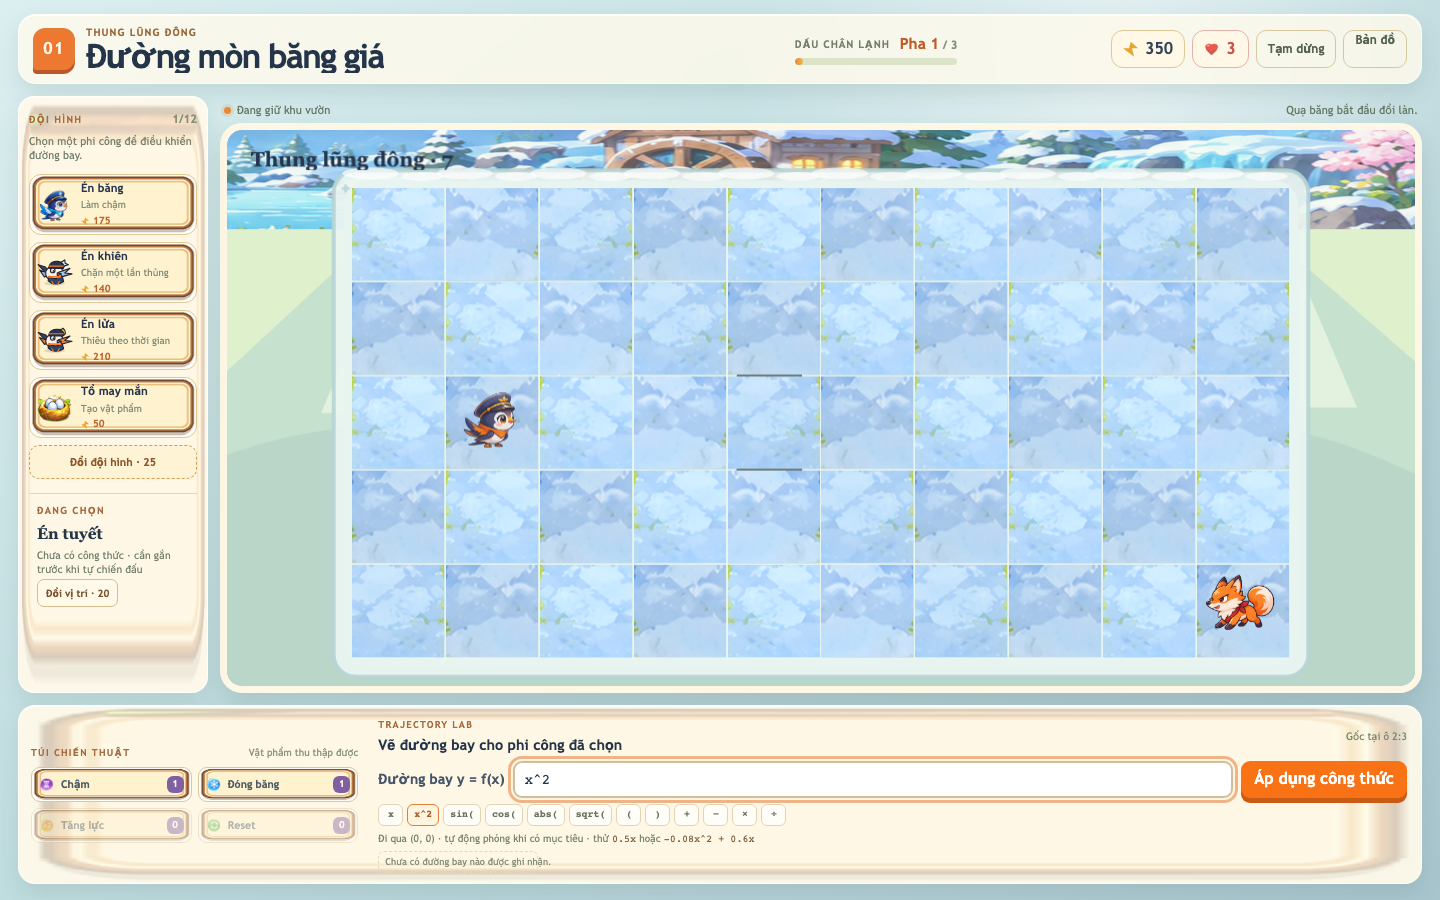 01
THUNG LŨNG ĐÔNG
Đường mòn băng giá
DẤU CHÂN LẠNH Pha 1 / 3
350
3
Tạm dừng
Bản đồ
ĐỘI HÌNH 1/12
Chọn một phi công để điều khiển
đường bay.
Én băng
Làm chậm
175
Én khiên
Chặn một lần thủng
140
Én lửa
Thiêu theo thời gian
210
Tổ may mắn
Tạo vật phẩm
50
Đổi đội hình · 25
ĐANG CHỌN
Én tuyết
Chưa có công thức · cần gắn
trước khi tự chiến đấu
Đổi vị trí · 20
Đang giữ khu vườn
Quạ băng bắt đầu đổi làn.
Thung lũng đông · 7
TÚI CHIẾN THUẬT
Vật phẩm thu thập được
Chậm 1
Đóng băng 1
Tăng lực 0
Reset 0
TRAJECTORY LAB
Vẽ đường bay cho phi công đã chọn
Gốc tại ô 2:3
Đường bay y = f(x)
x^2
Áp dụng công thức
x x^2 sin( cos( abs( sqrt( ( ) + − × ÷
Đi qua (0, 0) · tự động phóng khi có mục tiêu · thử 0.5x hoặc −0.08x^2 + 0.6x
Chưa có đường bay nào được ghi nhận.